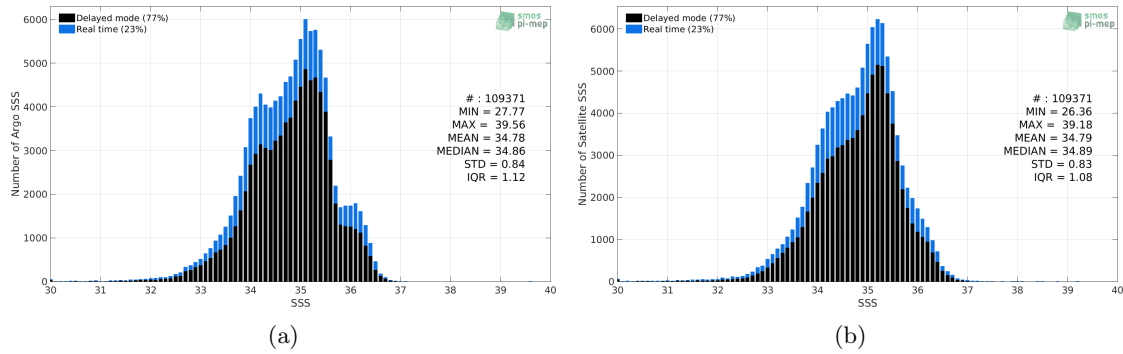 Delayed mode (77%)
Real time (23%)
smos
pi-mep
# : 109371
MIN = 27.77
MAX = 39.56
MEAN = 34.78
MEDIAN = 34.86
STD = 0.84
IQR = 1.12
Number of Argo SSS
6000
5000
4000
3000
2000
1000
0
30 31 32 33 34 35 36 37 38 39 40
SSS
(a)
Delayed mode (77%)
Real time (23%)
smos
pi-mep
# : 109371
MIN = 26.36
MAX = 39.18
MEAN = 34.79
MEDIAN = 34.89
STD = 0.83
IQR = 1.08
Number of Satellite SSS
6000
5000
4000
3000
2000
1000
0
30 31 32 33 34 35 36 37 38 39 40
SSS
(b)